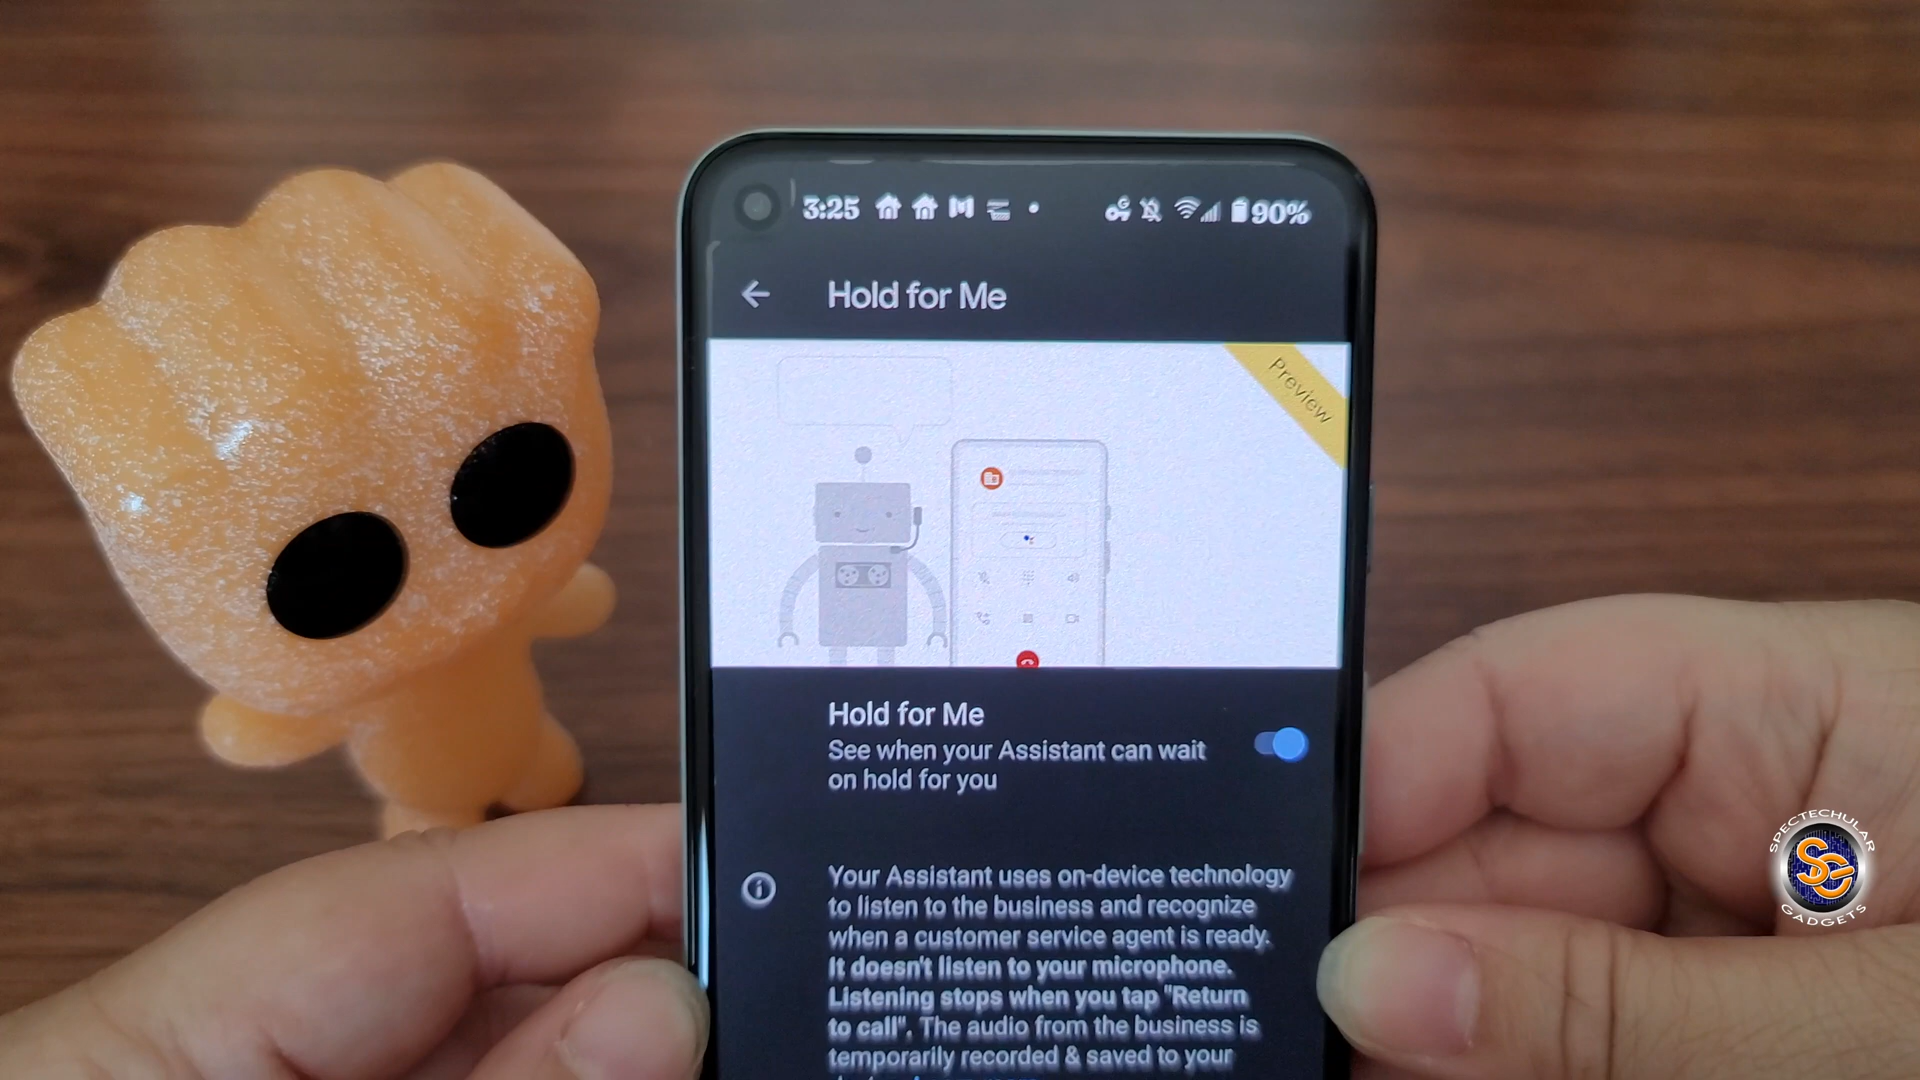 3:25
90%
Hold for Me
Preview
Hold for Me
See when your Assistant can wait
on hold for you
Your Assistant uses on-device technology
to listen to the business and recognize
when a customer service agent is ready.
It doesn't listen to your microphone.
Listening stops when you tap "Return
to call". The audio from the business is
temporarily recorded & saved to your
SPECTECHULAR
SG
GADGETS